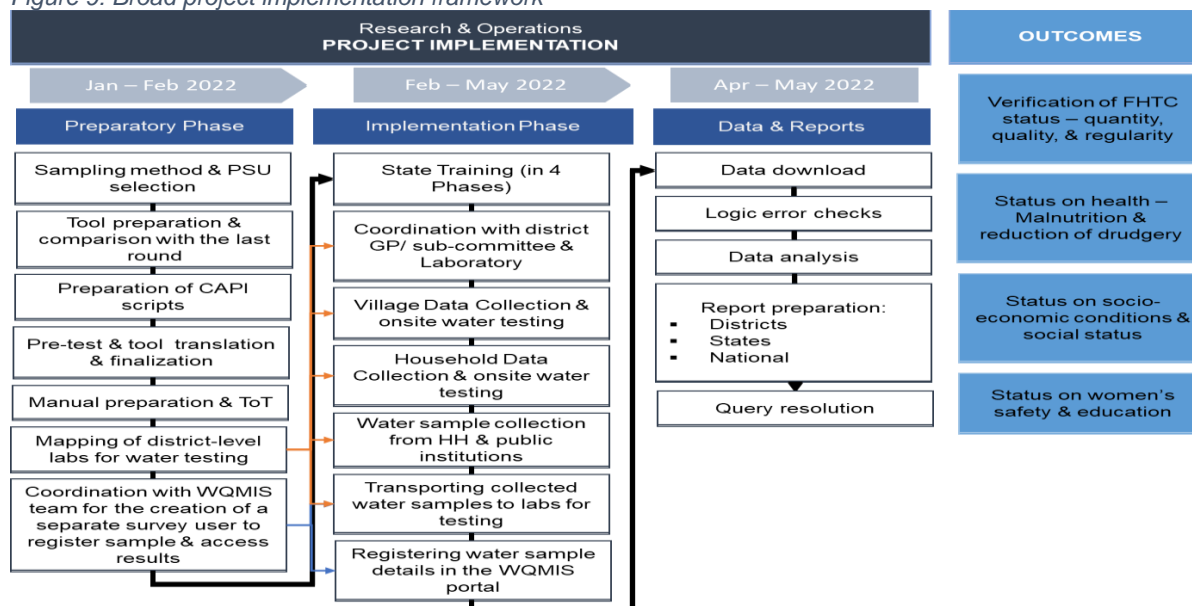 Figure 9. Broad project implementation framework
Research & Operations
PROJECT IMPLEMENTATION
OUTCOMES
Jan – Feb 2022
Feb – May 2022
Apr – May 2022
Preparatory Phase
Implementation Phase
Data & Reports
Sampling method & PSU
selection
Tool preparation &
comparison with the last
round
Preparation of CAPI
scripts
Pre-test & tool translation
& finalization
Manual preparation & ToT
Mapping of district-level
labs for water testing
Coordination with WQMIS
team for the creation of a
separate survey user to
register sample & access
results
State Training (in 4
Phases)
Coordination with district
GP/ sub-committee &
Laboratory
Village Data Collection &
onsite water testing
Household Data
Collection & onsite water
testing
Water sample collection
from HH & public
institutions
Transporting collected
water samples to labs for
testing
Registering water sample
details in the WQMIS
portal
Data download
Logic error checks
Data analysis
Report preparation:
▪ Districts
▪ States
▪ National
Query resolution
Verification of FHTC
status – quantity,
quality, & regularity
Status on health –
Malnutrition &
reduction of drudgery
Status on socio-
economic conditions &
social status
Status on women's
safety & education